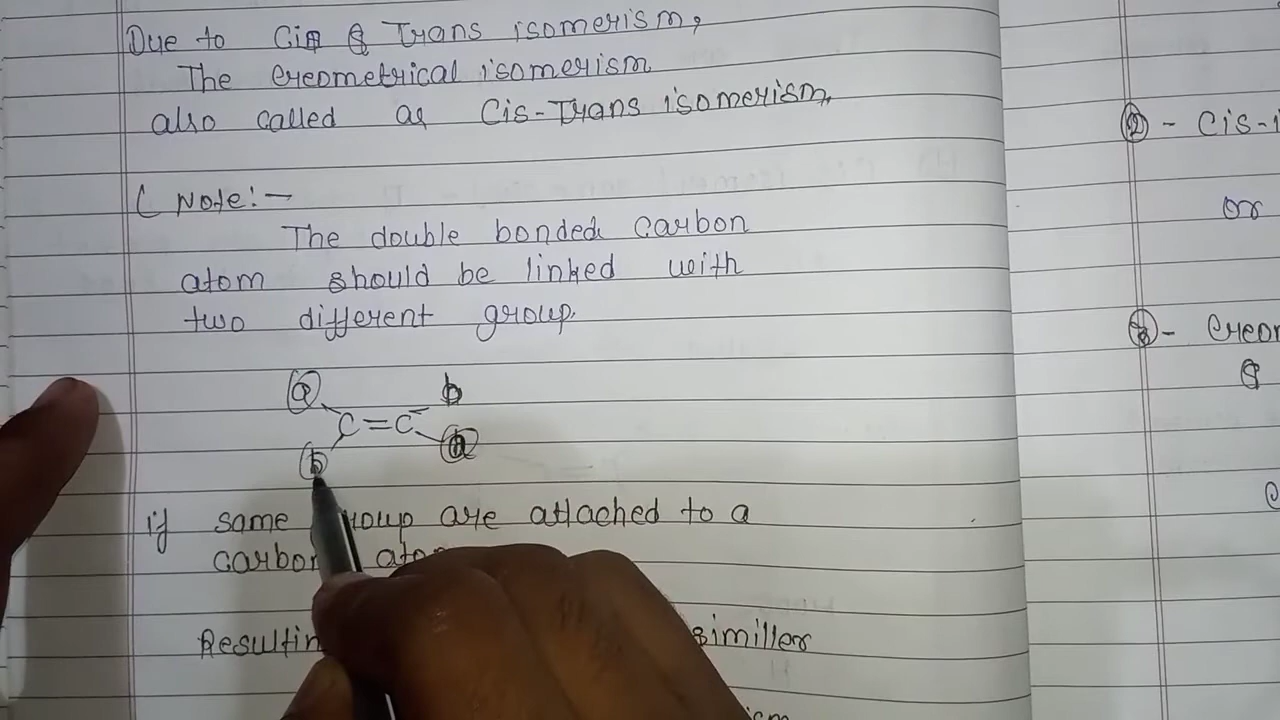 Due to Cis & Trans isomerism,
The Geometrical isomerism
also called as Cis-Trans isomerism,
( Note:-
The double bonded carbon
atom should be linked with
two different group.
a b
C=C
b a
if same group are attached to a
carbon atom
similler
② - Cis-
or
③ -
&